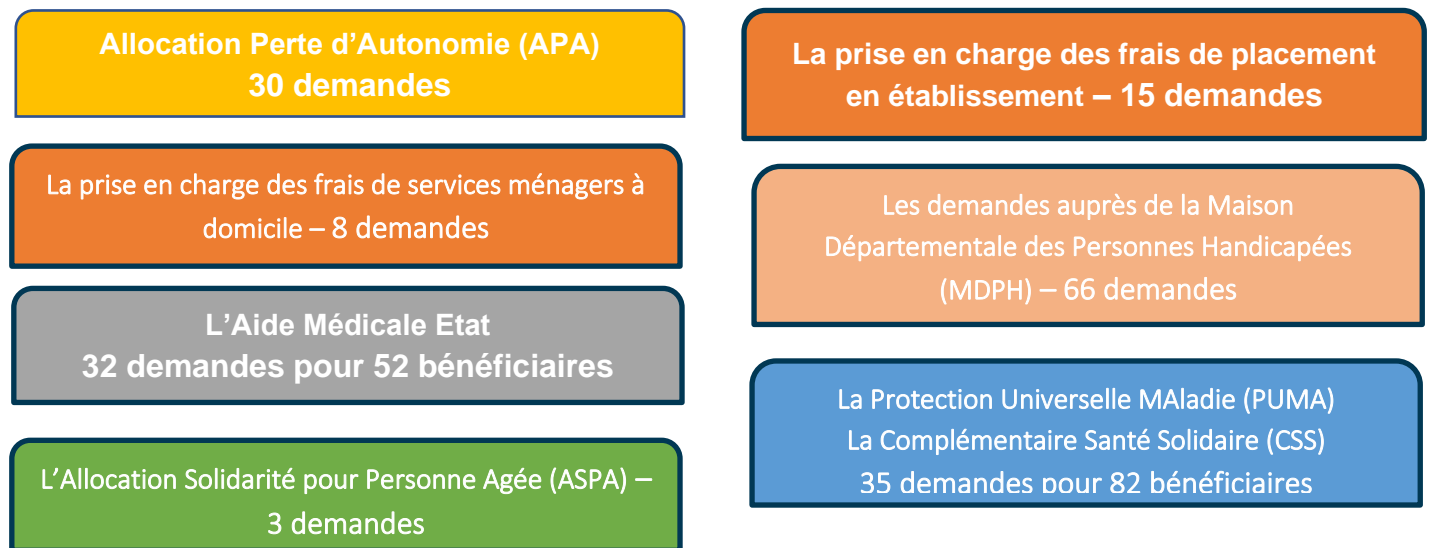 Allocation Perte d'Autonomie (APA)
30 demandes
La prise en charge des frais de services ménagers à
domicile – 8 demandes
L'Aide Médicale Etat
32 demandes pour 52 bénéficiaires
L'Allocation Solidarité pour Personne Agée (ASPA) –
3 demandes
La prise en charge des frais de placement
en établissement – 15 demandes
Les demandes auprès de la Maison
Départementale des Personnes Handicapées
(MDPH) – 66 demandes
La Protection Universelle MAladie (PUMA)
La Complémentaire Santé Solidaire (CSS)
35 demandes pour 82 bénéficiaires